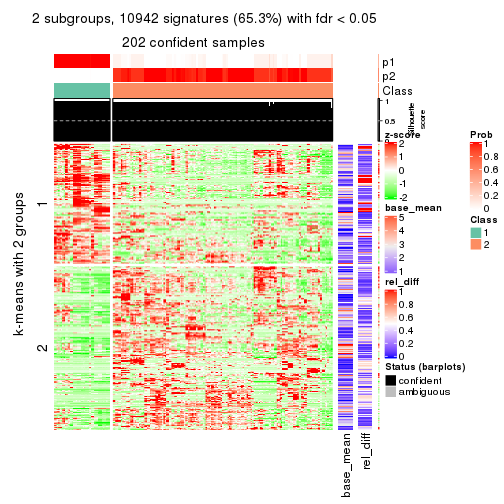 2 subgroups, 10942 signatures (65.3%) with fdr < 0.05
202 confident samples
p1
p2
Class
1
0.5
0
Silhouette
score
k-means with 2 groups
1
2
base_mean
rel_diff
z-score
2
1
0
-1
-2
base_mean
5
4
3
2
1
rel_diff
1
0.8
0.6
0.4
0.2
0
Status (barplots)
confident
ambiguous
Prob
1
0.8
0.6
0.4
0.2
0
Class
1
2